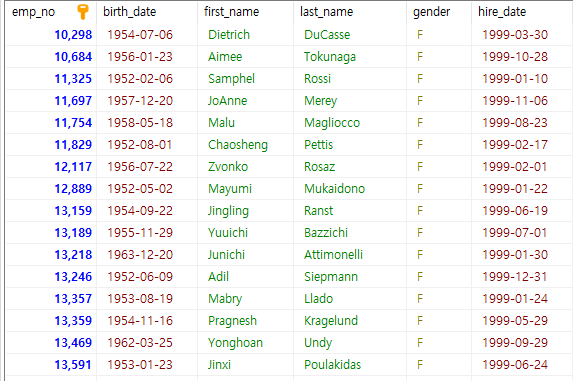 emp_no birth_date first_name last_name gender hire_date
10,298 1954-07-06 Dietrich DuCasse F 1999-03-30
10,684 1956-01-23 Aimee Tokunaga F 1999-10-28
11,325 1952-02-06 Samphel Rossi F 1999-01-10
11,697 1957-12-20 JoAnne Merey F 1999-11-06
11,754 1958-05-18 Malu Magliocco F 1999-08-23
11,829 1952-08-01 Chaosheng Pettis F 1999-02-17
12,117 1956-07-22 Zvonko Rosaz F 1999-02-01
12,889 1952-05-02 Mayumi Mukaidono F 1999-01-22
13,159 1954-09-22 Jingling Ranst F 1999-06-19
13,189 1955-11-29 Yuuichi Bazzichi F 1999-07-01
13,218 1963-12-20 Junichi Attimonelli F 1999-01-30
13,246 1952-06-09 Adil Siepmann F 1999-12-31
13,357 1953-08-19 Mabry Llado F 1999-01-24
13,359 1954-11-16 Pragnesh Kragelund F 1999-05-29
13,469 1962-03-25 Yonghoan Undy F 1999-09-29
13,591 1953-01-23 Jinxi Poulakidas F 1999-06-24